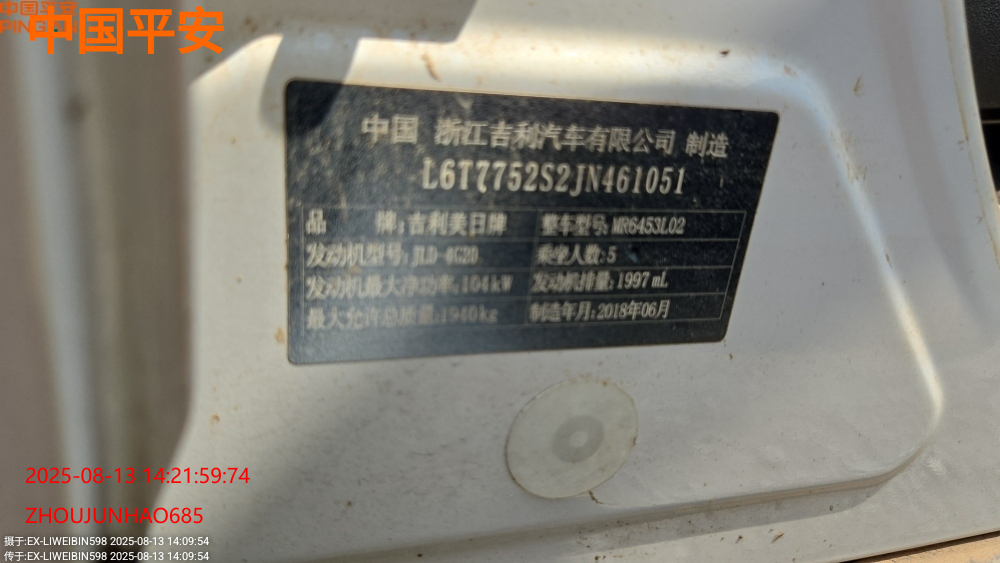 中国平安
PING
中国平安
中国 浙江吉利汽车有限公司 制造
L6T7752S2JN461051
品 牌:吉利美日牌 整车型号:MR6453L02
发动机型号:JLD-4G20 乘坐人数:5
发动机最大净功率:104kW 发动机排量:1997mL
最大允许总质量:1940kg 制造年月:2018年06月
2025-08-13 14:21:59:74
ZHOUJUNHAO685
摄于:EX-LIWEIBIN598 2025-08-13 14:09:54
传于:EX-LIWEIBIN598 2025-08-13 14:09:54